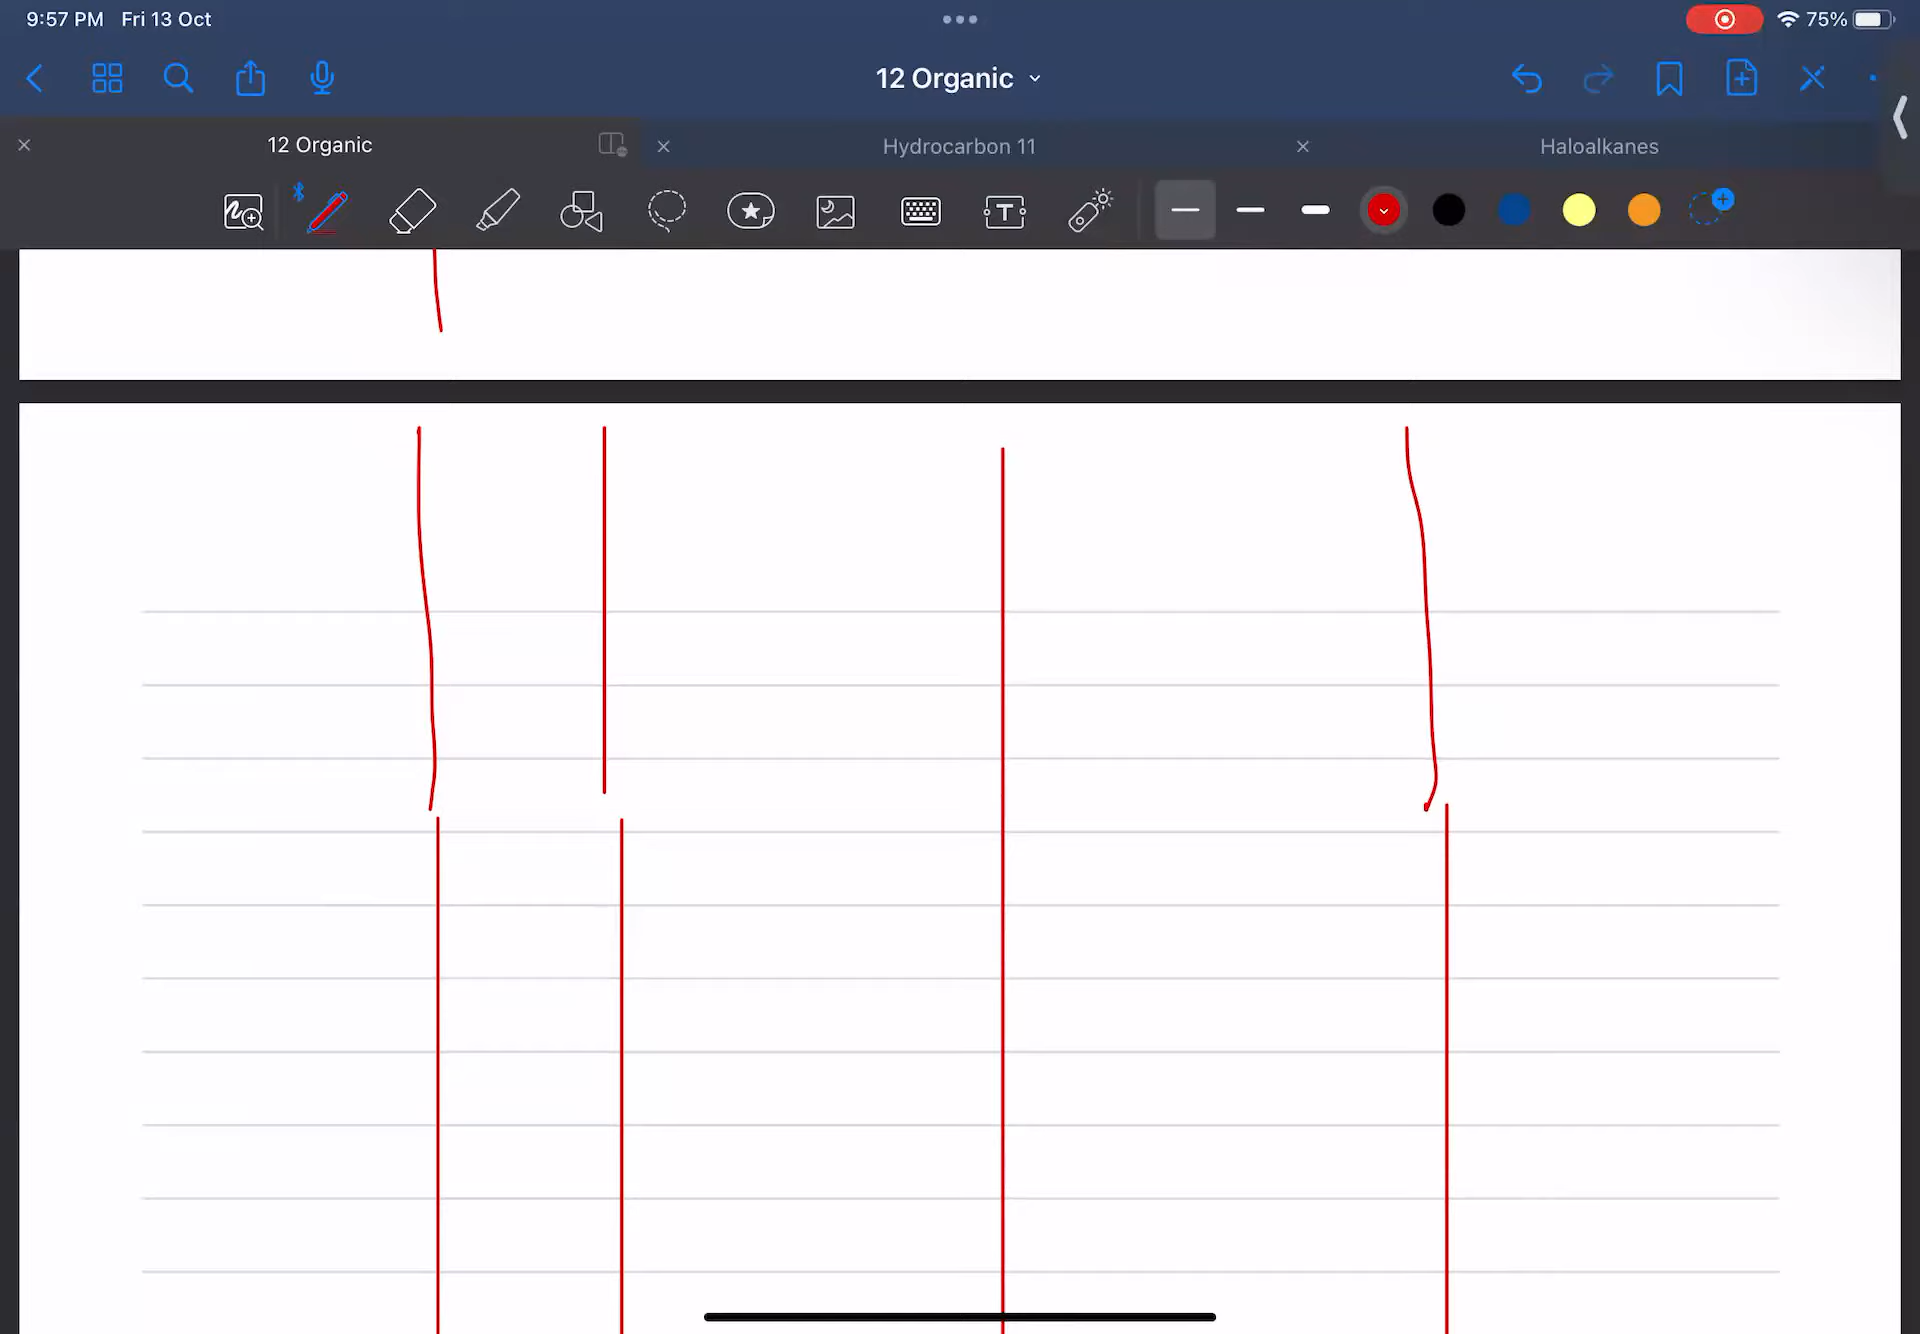 9:57 PM Fri 13 Oct 75%
12 Organic
12 Organic Hydrocarbon 11 Haloalkanes
T